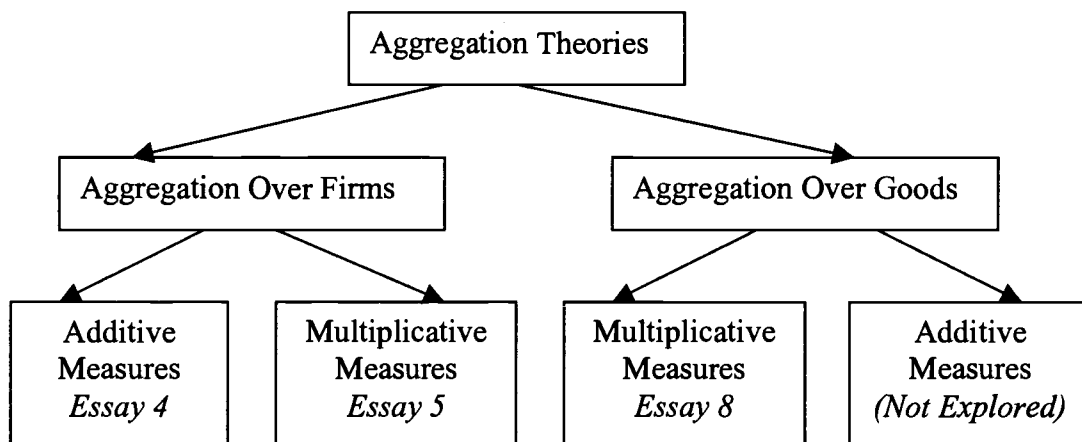 Aggregation Theories
Aggregation Over Firms
Aggregation Over Goods
Additive
Measures
Essay 4
Multiplicative
Measures
Essay 5
Multiplicative
Measures
Essay 8
Additive
Measures
(Not Explored)